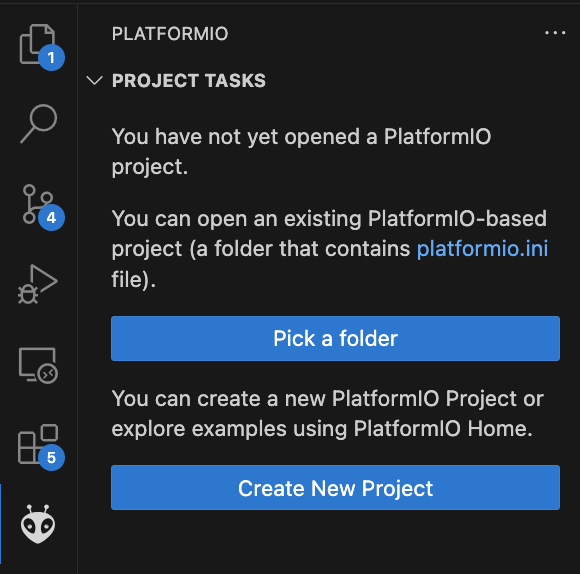 PLATFORMIO
PROJECT TASKS
You have not yet opened a PlatformIO
project.
You can open an existing PlatformIO-based
project (a folder that contains platformio.ini
file).
Pick a folder
You can create a new PlatformIO Project or
explore examples using PlatformIO Home.
Create New Project
1
4
5